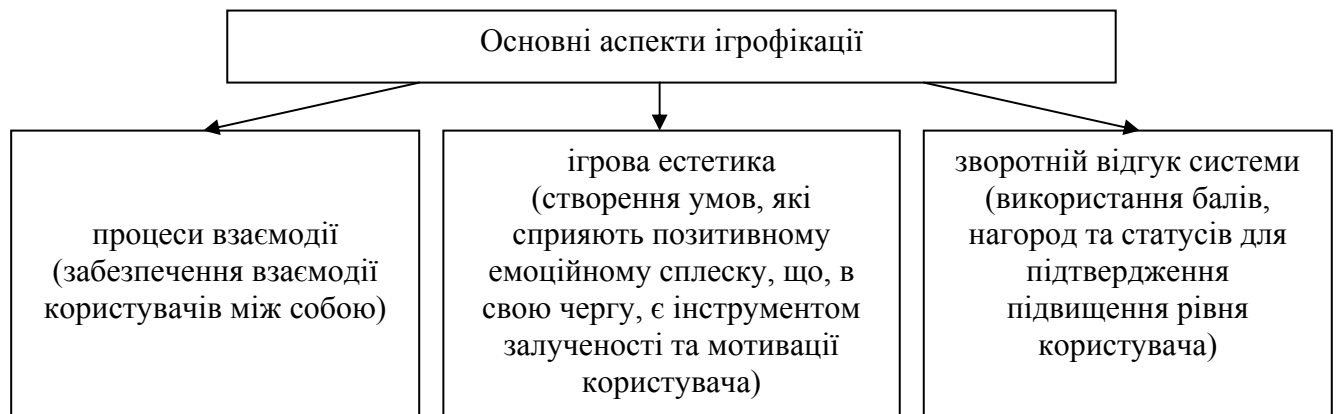 Основні аспекти ігрофікації
процеси взаємодії
(забезпечення взаємодії
користувачів між собою)
ігрова естетика
(створення умов, які
сприяють позитивному
емоційному сплеску, що, в
свою чергу, є інструментом
залученості та мотивації
користувача)
зворотній відгук системи
(використання балів,
нагород та статусів для
підтвердження
підвищення рівня
користувача)